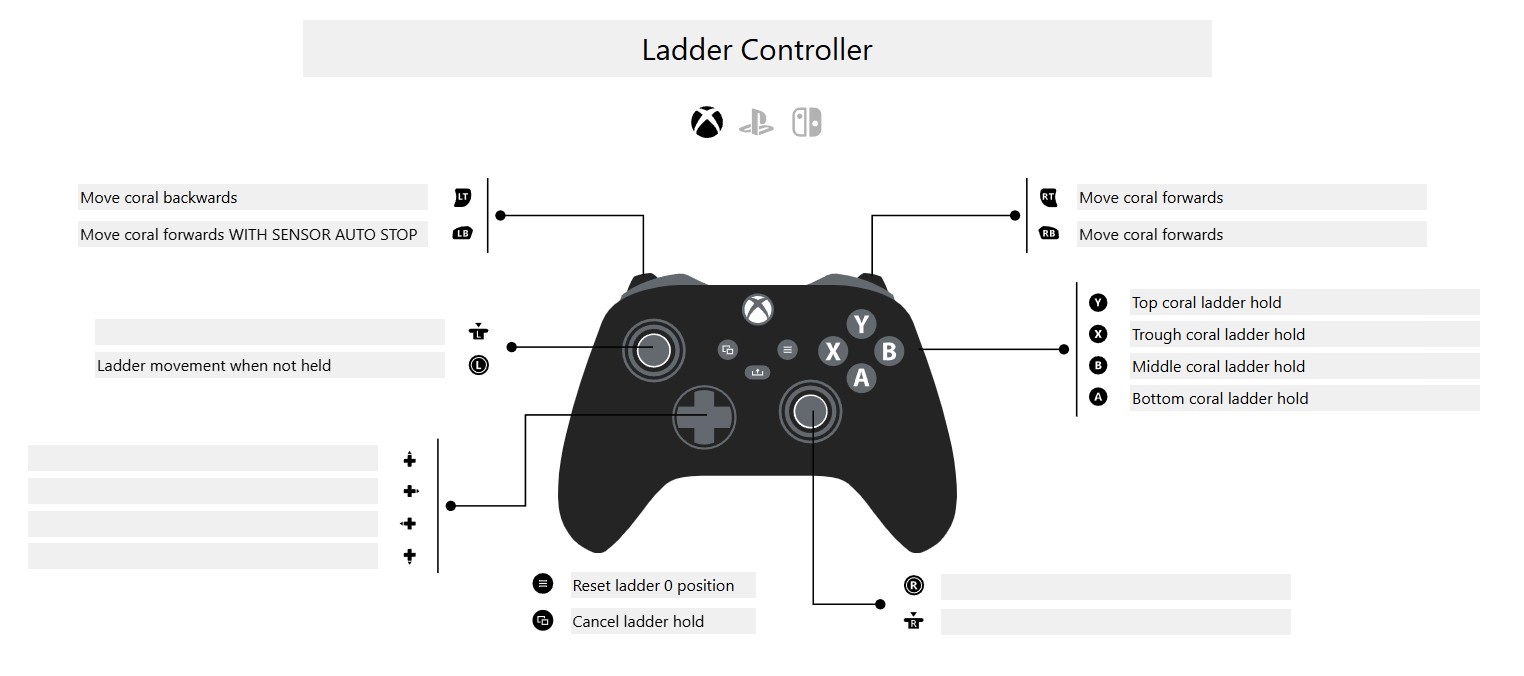 Ladder Controller
Move coral backwards LT
Move coral forwards WITH SENSOR AUTO STOP LB
RT Move coral forwards
RB Move coral forwards
L
Ladder movement when not held L
Y Top coral ladder hold
X Trough coral ladder hold
B Middle coral ladder hold
A Bottom coral ladder hold
Y
X B
A
Reset ladder 0 position
Cancel ladder hold
R
R